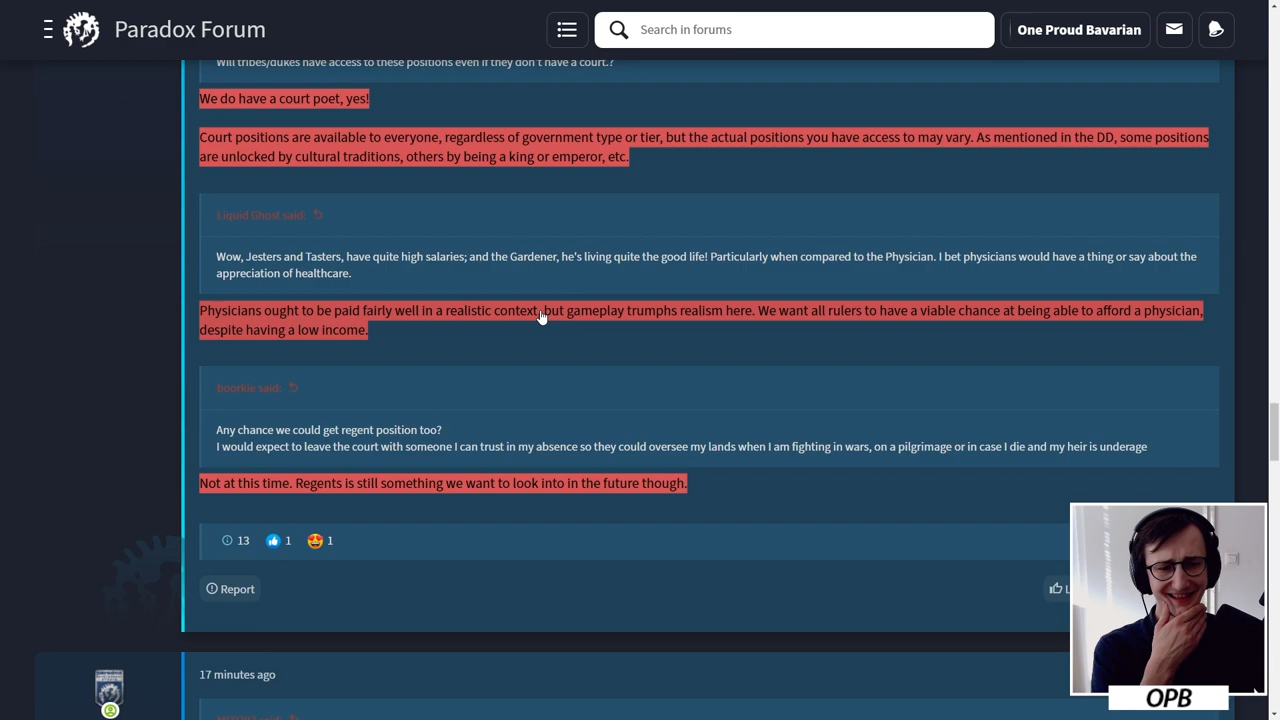 Paradox Forum
Search in forums
One Proud Bavarian
Will tribes/dukes have access to these positions even if they don't have a court.?
We do have a court poet, yes!
Court positions are available to everyone, regardless of government type or tier, but the actual positions you have access to may vary. As mentioned in the DD, some positions
are unlocked by cultural traditions, others by being a king or emperor, etc.
Liquid Ghost said:
Wow, Jesters and Tasters, have quite high salaries; and the Gardener, he's living quite the good life! Particularly when compared to the Physician. I bet physicians would have a thing or say about the
appreciation of healthcare.
Physicians ought to be paid fairly well in a realistic context, but gameplay trumphs realism here. We want all rulers to have a viable chance at being able to afford a physician,
despite having a low income.
boorkie said:
Any chance we could get regent position too?
I would expect to leave the court with someone I can trust in my absence so they could oversee my lands when I am fighting in wars, on a pilgrimage or in case I die and my heir is underage
Not at this time. Regents is still something we want to look into in the future though.
13 1 1
Report
17 minutes ago
said:
OPB